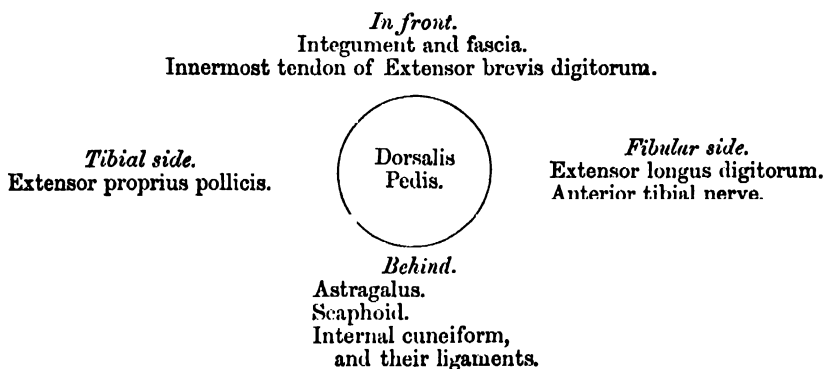 In front.
Integument and fascia.
Innermost tendon of Extensor brevis digitorum.
Tibial side.
Extensor proprius pollicis.
Dorsalis
Pedis.
Fibular side.
Extensor longus digitorum.
Anterior tibial nerve.
Behind.
Astragalus.
Scaphoid.
Internal cuneiform,
and their ligaments.